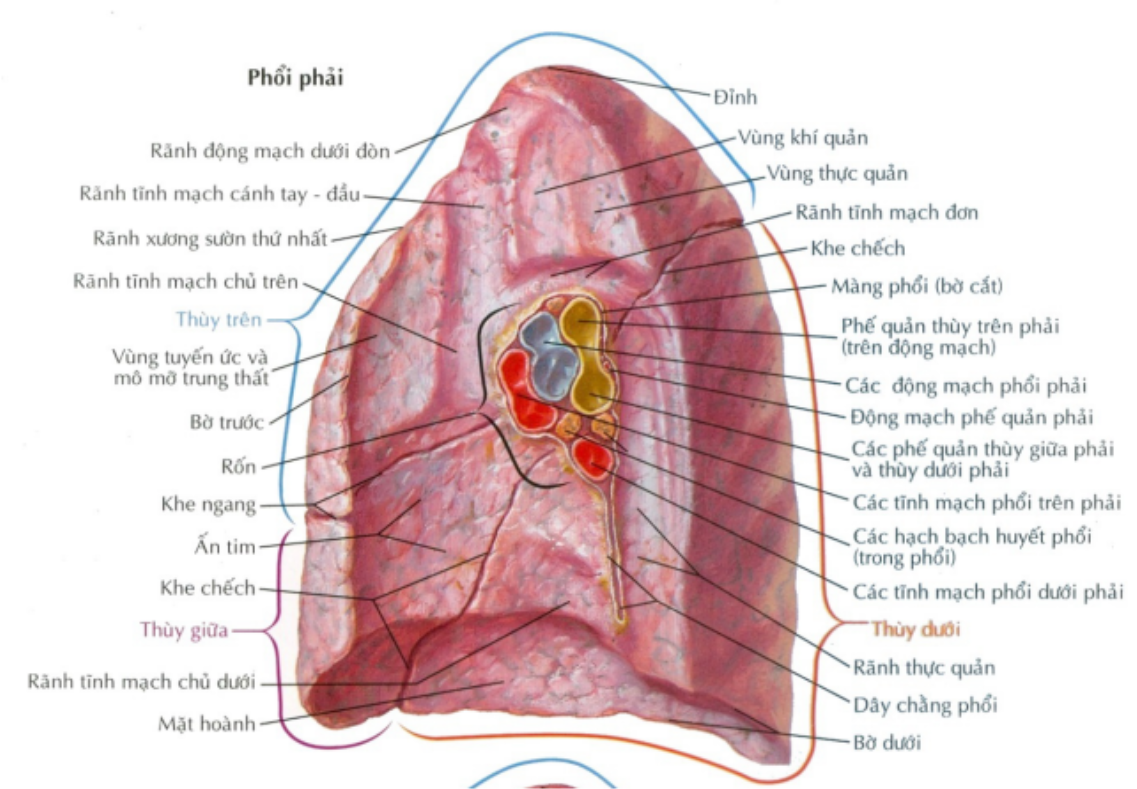 Phổi phải
Rãnh động mạch dưới đòn
Rãnh tĩnh mạch cánh tay - đầu
Rãnh xương sườn thứ nhất
Rãnh tĩnh mạch chủ trên
Thùy trên
Vùng tuyến ức và
mô mỡ trung thất
Bờ trước
Rốn
Khe ngang
Ấn tim
Khe chếch
Thùy giữa
Rãnh tĩnh mạch chủ dưới
Mặt hoành
Đỉnh
Vùng khí quản
Vùng thực quản
Rãnh tĩnh mạch đơn
Khe chếch
Màng phổi (bờ cắt)
Phế quản thùy trên phải
(trên động mạch)
Các động mạch phổi phải
Động mạch phế quản phải
Các phế quản thùy giữa phải
và thùy dưới phải
Các tĩnh mạch phổi trên phải
Các hạch bạch huyết phổi
(trong phổi)
Các tĩnh mạch phổi dưới phải
Thùy dưới
Rãnh thực quản
Dây chằng phổi
Bờ dưới